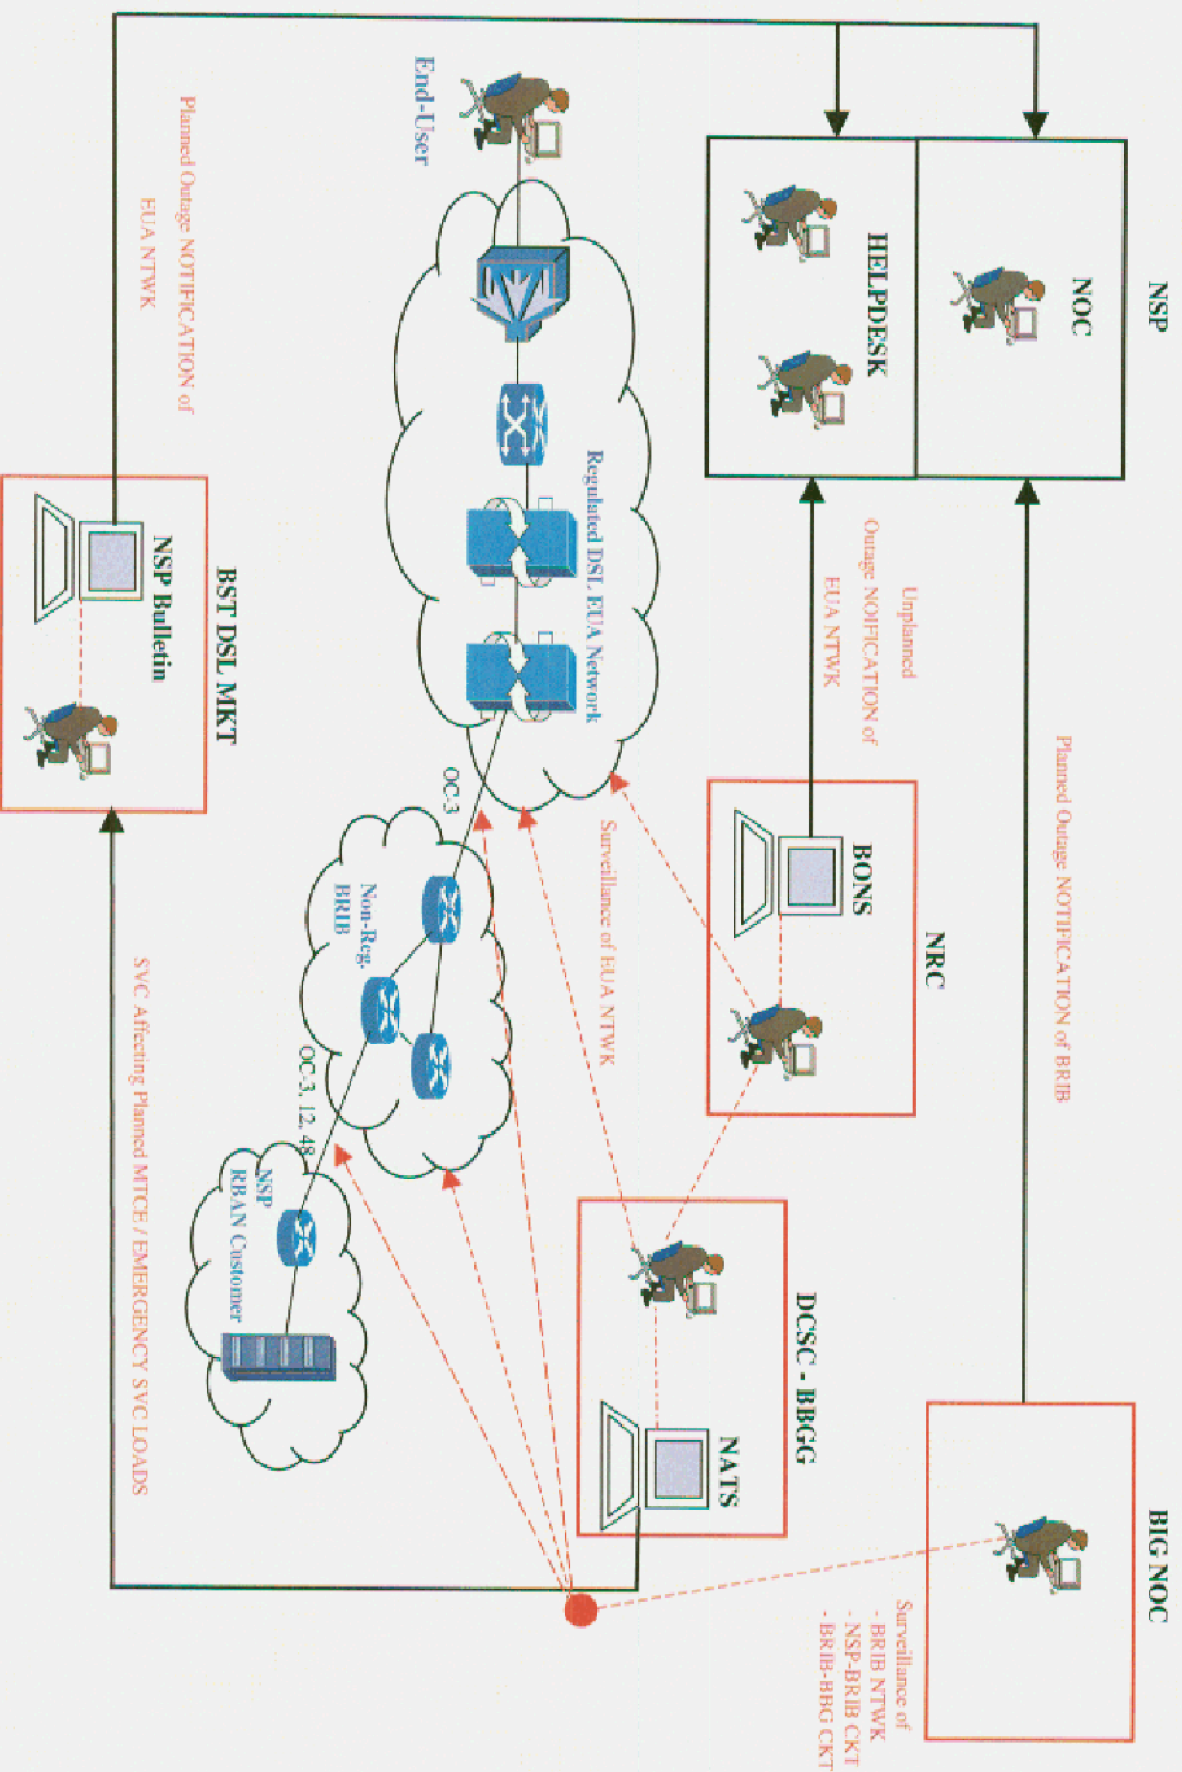 NSP
NOC
HELPDESK
BIG NOC
Surveillance of
- BRIB NTWK
- NSP-BRIB CKT
- BRIB-BBG CKT
Planned Outage NOTIFICATION of BRIB
NRC
BONS
Unplanned
Outage NOIFICATION of
EUA NTWK
DCSC - BBGG
NATS
Surveillance of EUA NTWK
Regulated DSL EUA Network
End-User
OC-3
Non-Reg.
BRIB
OC-3, 12, 48
NSP
RBAN Customer
BST DSL MKT
NSP Bulletin
Planned Outage NOTIFICATION of
EUA NTWK
SVC Affecting Planned MTCE / EMERGENCY SVC LOADS